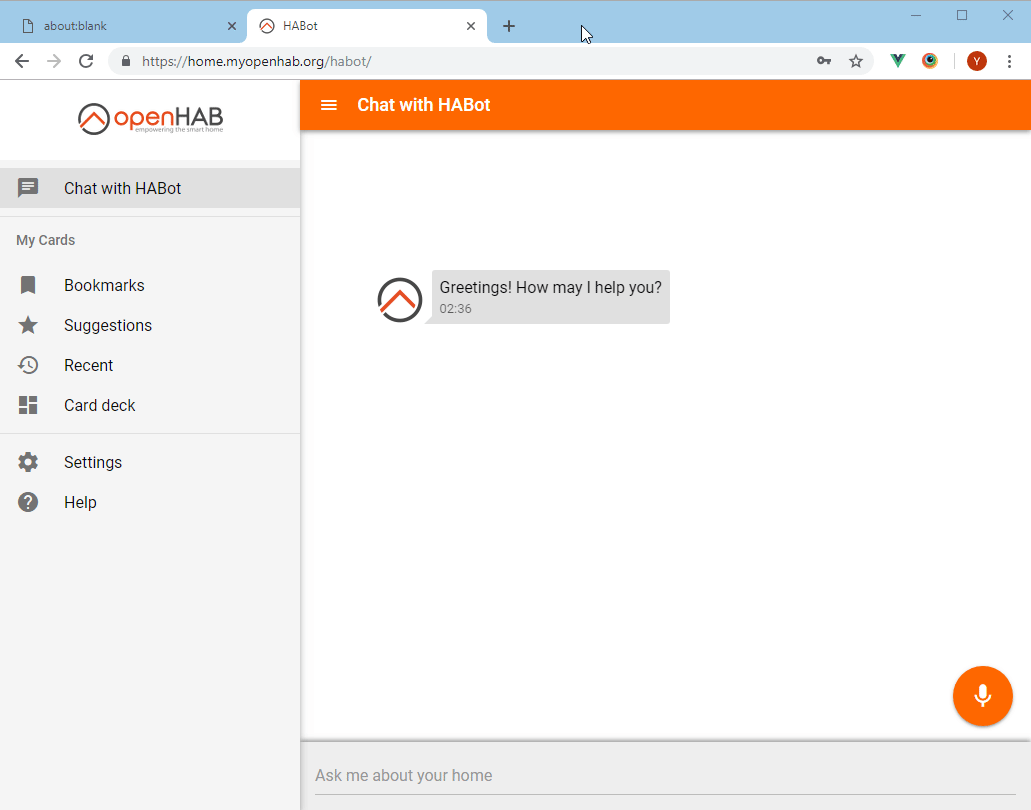 about:blank
HABot
https://home.myopenhab.org/habot/
Y
openHAB
empowering the smart home
Chat with HABot
Chat with HABot
My Cards
Bookmarks
Suggestions
Recent
Card deck
Settings
Help
Greetings! How may I help you?
02:36
Ask me about your home